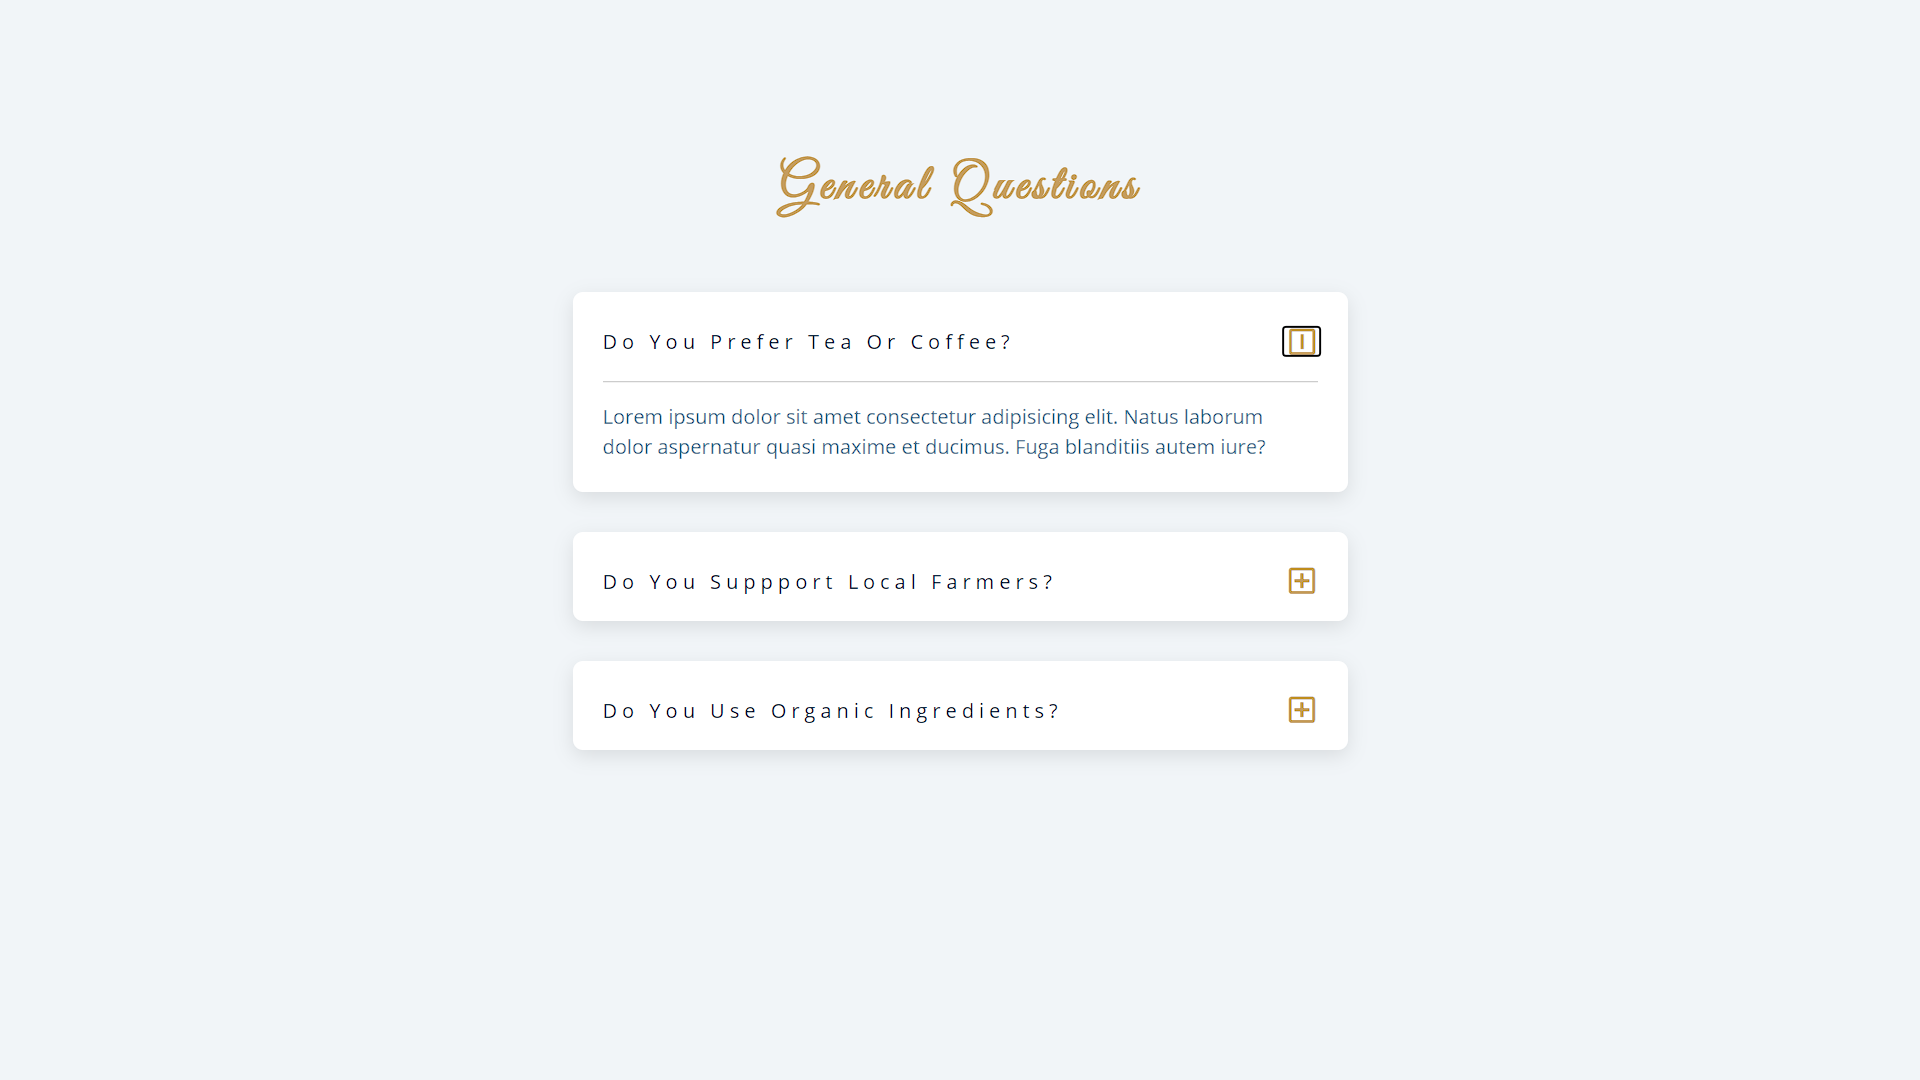 General Questions
Do You Prefer Tea Or Coffee?
Lorem ipsum dolor sit amet consectetur adipisicing elit. Natus laborum
dolor aspernatur quasi maxime et ducimus. Fuga blanditiis autem iure?
Do You Suppport Local Farmers?
Do You Use Organic Ingredients?